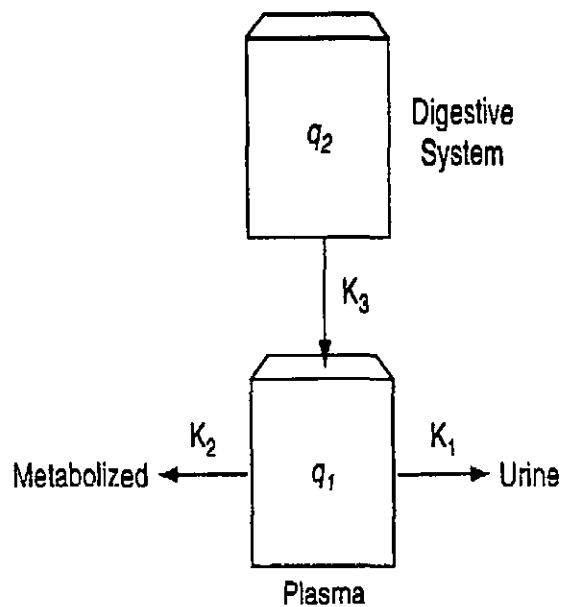 q2
Digestive
System
K3
K2
K1
Metabolized
q1
Urine
Plasma